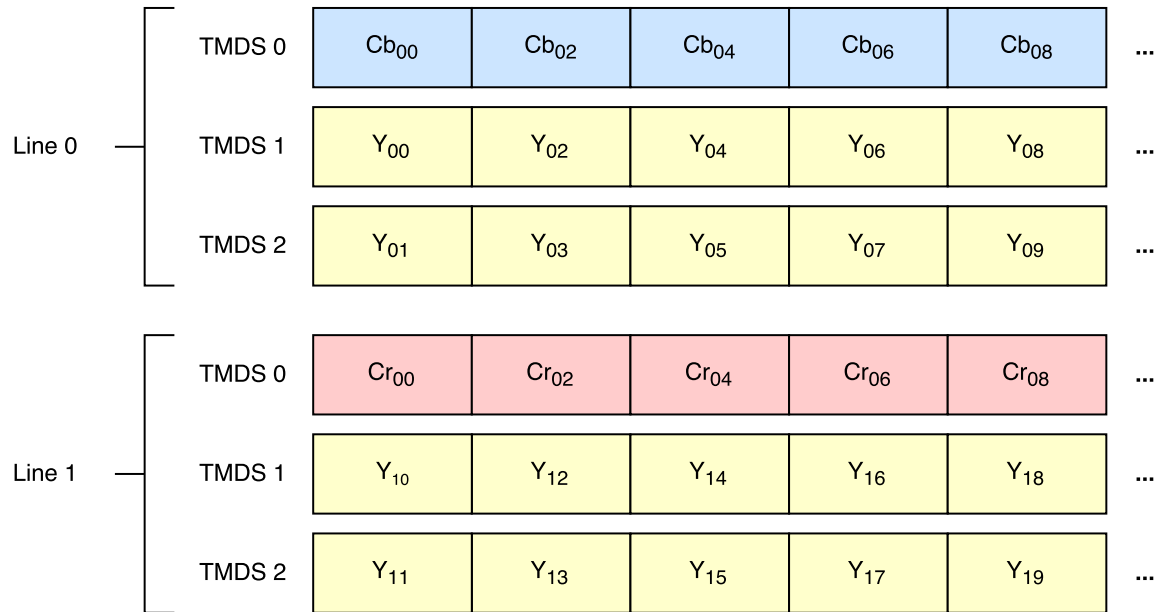 TMDS 0 Cb₀₀ Cb₀₂ Cb₀₄ Cb₀₆ Cb₀₈ ...
Line 0 TMDS 1 Y₀₀ Y₀₂ Y₀₄ Y₀₆ Y₀₈ ...
TMDS 2 Y₀₁ Y₀₃ Y₀₅ Y₀₇ Y₀₉ ...
TMDS 0 Cr₀₀ Cr₀₂ Cr₀₄ Cr₀₆ Cr₀₈ ...
Line 1 TMDS 1 Y₁₀ Y₁₂ Y₁₄ Y₁₆ Y₁₈ ...
TMDS 2 Y₁₁ Y₁₃ Y₁₅ Y₁₇ Y₁₉ ...